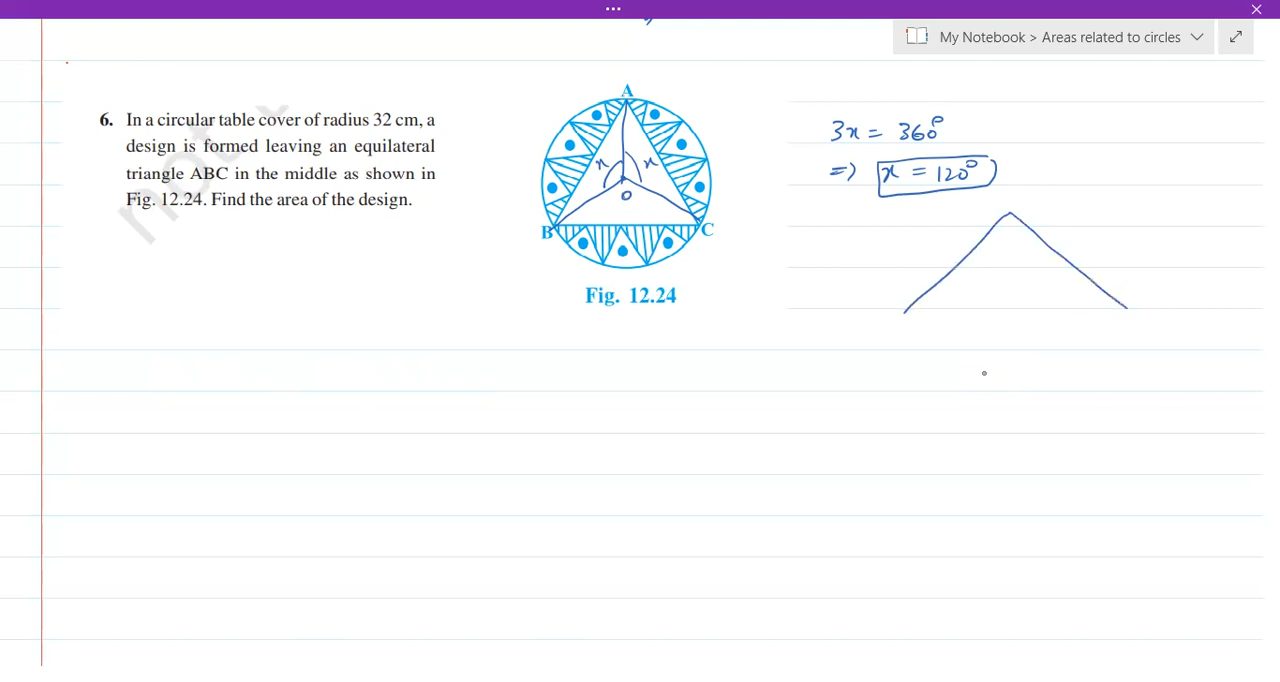 My Notebook > Areas related to circles
6. In a circular table cover of radius 32 cm, a
design is formed leaving an equilateral
triangle ABC in the middle as shown in
Fig. 12.24. Find the area of the design.
not
A
x x
O
B C
Fig. 12.24
3x = 360°
=> x = 120°